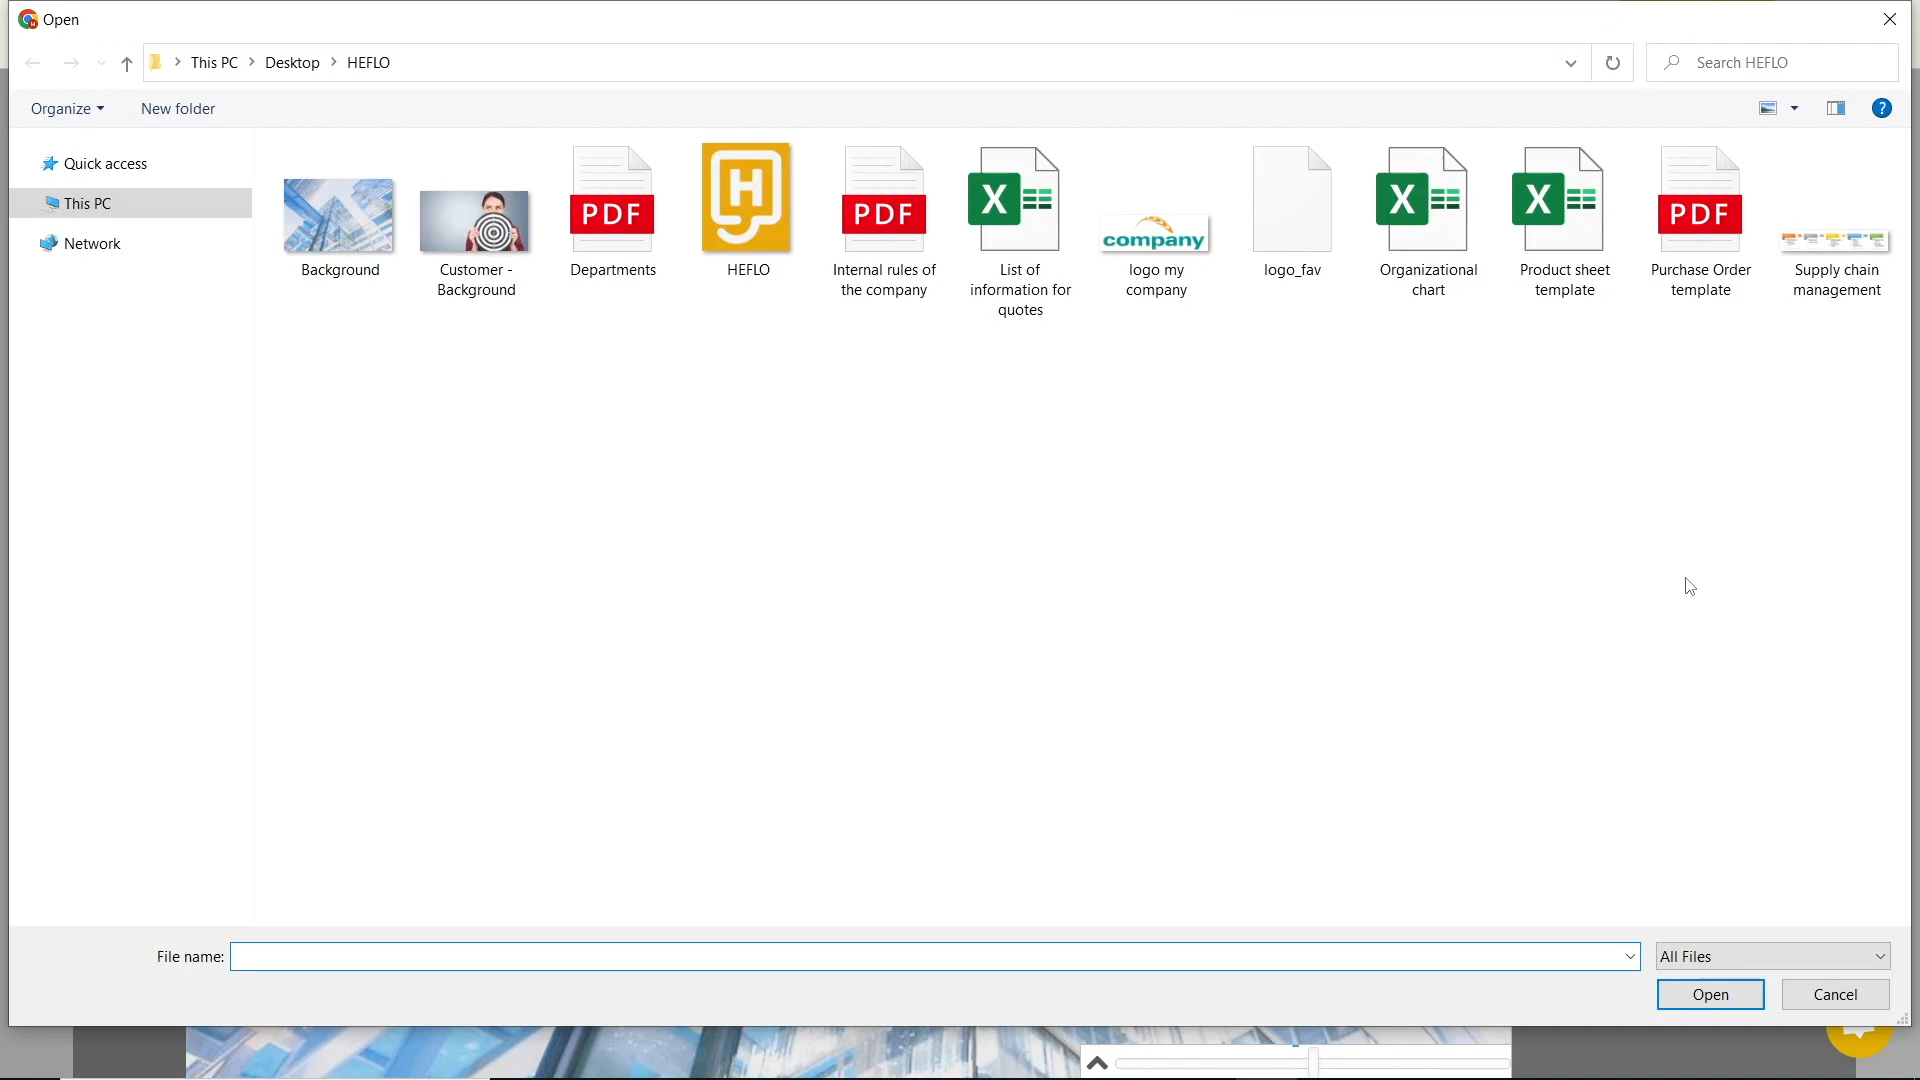 Open
This PC > Desktop > HEFLO
Search HEFLO
Organize
New folder
?
Quick access
This PC
Network
PDF
H
PDF
X
company
X
X
PDF
Background
Customer -
Background
Departments
HEFLO
Internal rules of
the company
List of
information for
quotes
logo my
company
logo_fav
Organizational
chart
Product sheet
template
Purchase Order
template
Supply chain
management
File name:
All Files
Open
Cancel